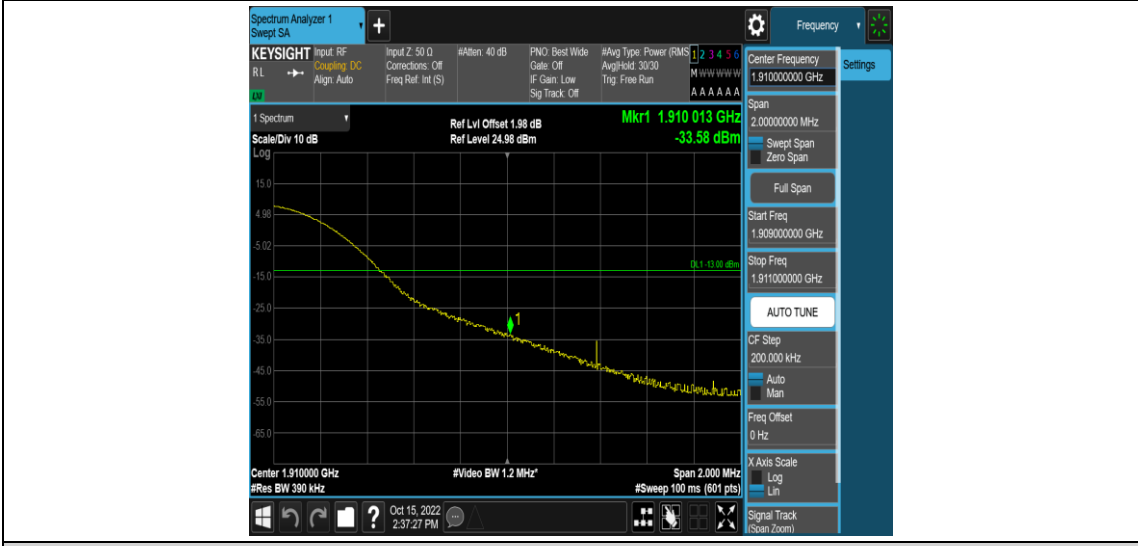 Spectrum Analyzer 1
Swept SA
+
Frequency
KEYSIGHT
R L
Input: RF
Coupling: DC
Align: Auto
Input Z: 50 Ω
Corrections: Off
Freq Ref: Int (S)
#Atten: 40 dB
PNO: Best Wide
Gate: Off
IF Gain: Low
Sig Track: Off
#Avg Type: Power (RMS
Avg|Hold: 30/30
Trig: Free Run
1 2 3 4 5 6
M W W W W W
A A A A A A
1 Spectrum
Scale/Div 10 dB
Log
Ref Lvl Offset 1.98 dB
Ref Level 24.98 dBm
Mkr1 1.910 013 GHz
-33.58 dBm
15.0
4.98
-5.02
-15.0
-25.0
-35.0
-45.0
-55.0
-65.0
DL1 -13.00 dBm
1
Center 1.910000 GHz
#Res BW 390 kHz
#Video BW 1.2 MHz*
Span 2.000 MHz
#Sweep 100 ms (601 pts)
?
Oct 15, 2022
2:37:27 PM
Center Frequency
1.910000000 GHz
Settings
Span
2.00000000 MHz
Swept Span
Zero Span
Full Span
Start Freq
1.909000000 GHz
Stop Freq
1.911000000 GHz
AUTO TUNE
CF Step
200.000 kHz
Auto
Man
Freq Offset
0 Hz
X Axis Scale
Log
Lin
Signal Track
(Span Zoom)